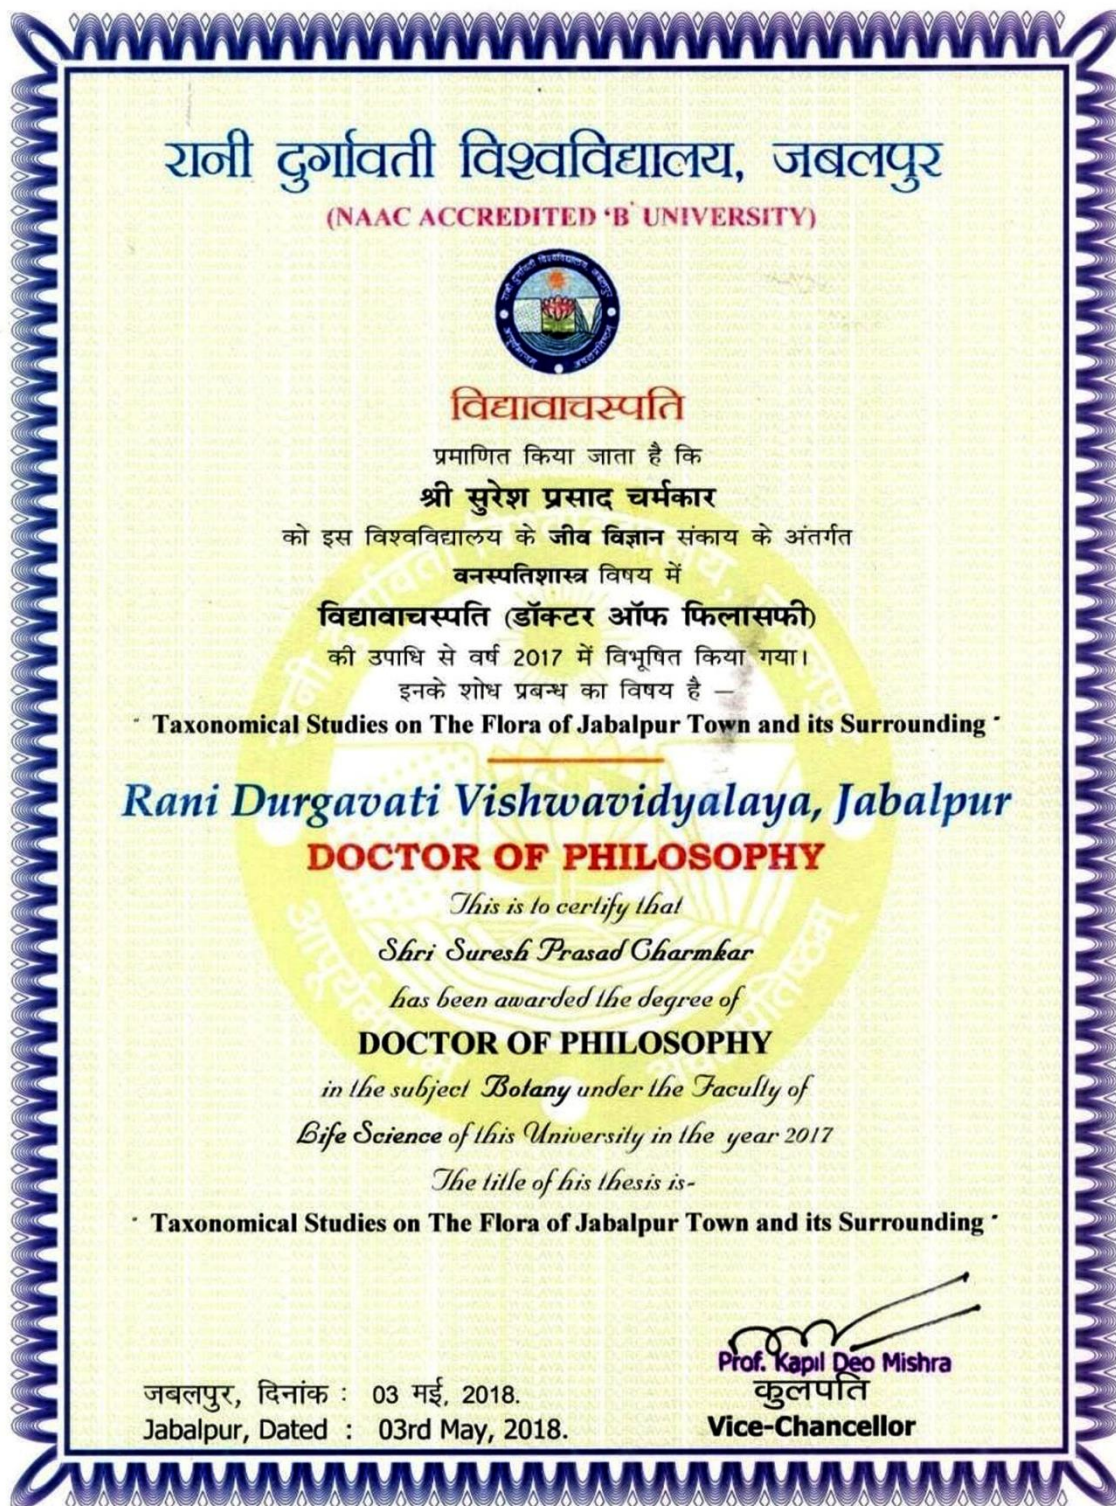 रानी दुर्गावती विश्वविद्यालय, जबलपुर
(NAAC ACCREDITED 'B' UNIVERSITY)
रानी दुर्गावती विश्वविद्यालय, जबलपुर
विद्यावाचस्पति
प्रमाणित किया जाता है कि
श्री सुरेश प्रसाद चर्मकार
को इस विश्वविद्यालय के जीव विज्ञान संकाय के अंतर्गत
वनस्पतिशास्त्र विषय में
विद्यावाचस्पति (डॉक्टर ऑफ फिलासफी)
की उपाधि से वर्ष 2017 में विभूषित किया गया।
इनके शोध प्रबन्ध का विषय है –
" Taxonomical Studies on The Flora of Jabalpur Town and its Surrounding "
Rani Durgavati Vishwavidyalaya, Jabalpur
DOCTOR OF PHILOSOPHY
This is to certify that
Shri Suresh Prasad Charmkar
has been awarded the degree of
DOCTOR OF PHILOSOPHY
in the subject Botany under the Faculty of
Life Science of this University in the year 2017
The title of his thesis is-
" Taxonomical Studies on The Flora of Jabalpur Town and its Surrounding "
Prof. Kapil Deo Mishra
कुलपति
Vice-Chancellor
जबलपुर, दिनांक : 03 मई, 2018.
Jabalpur, Dated : 03rd May, 2018.